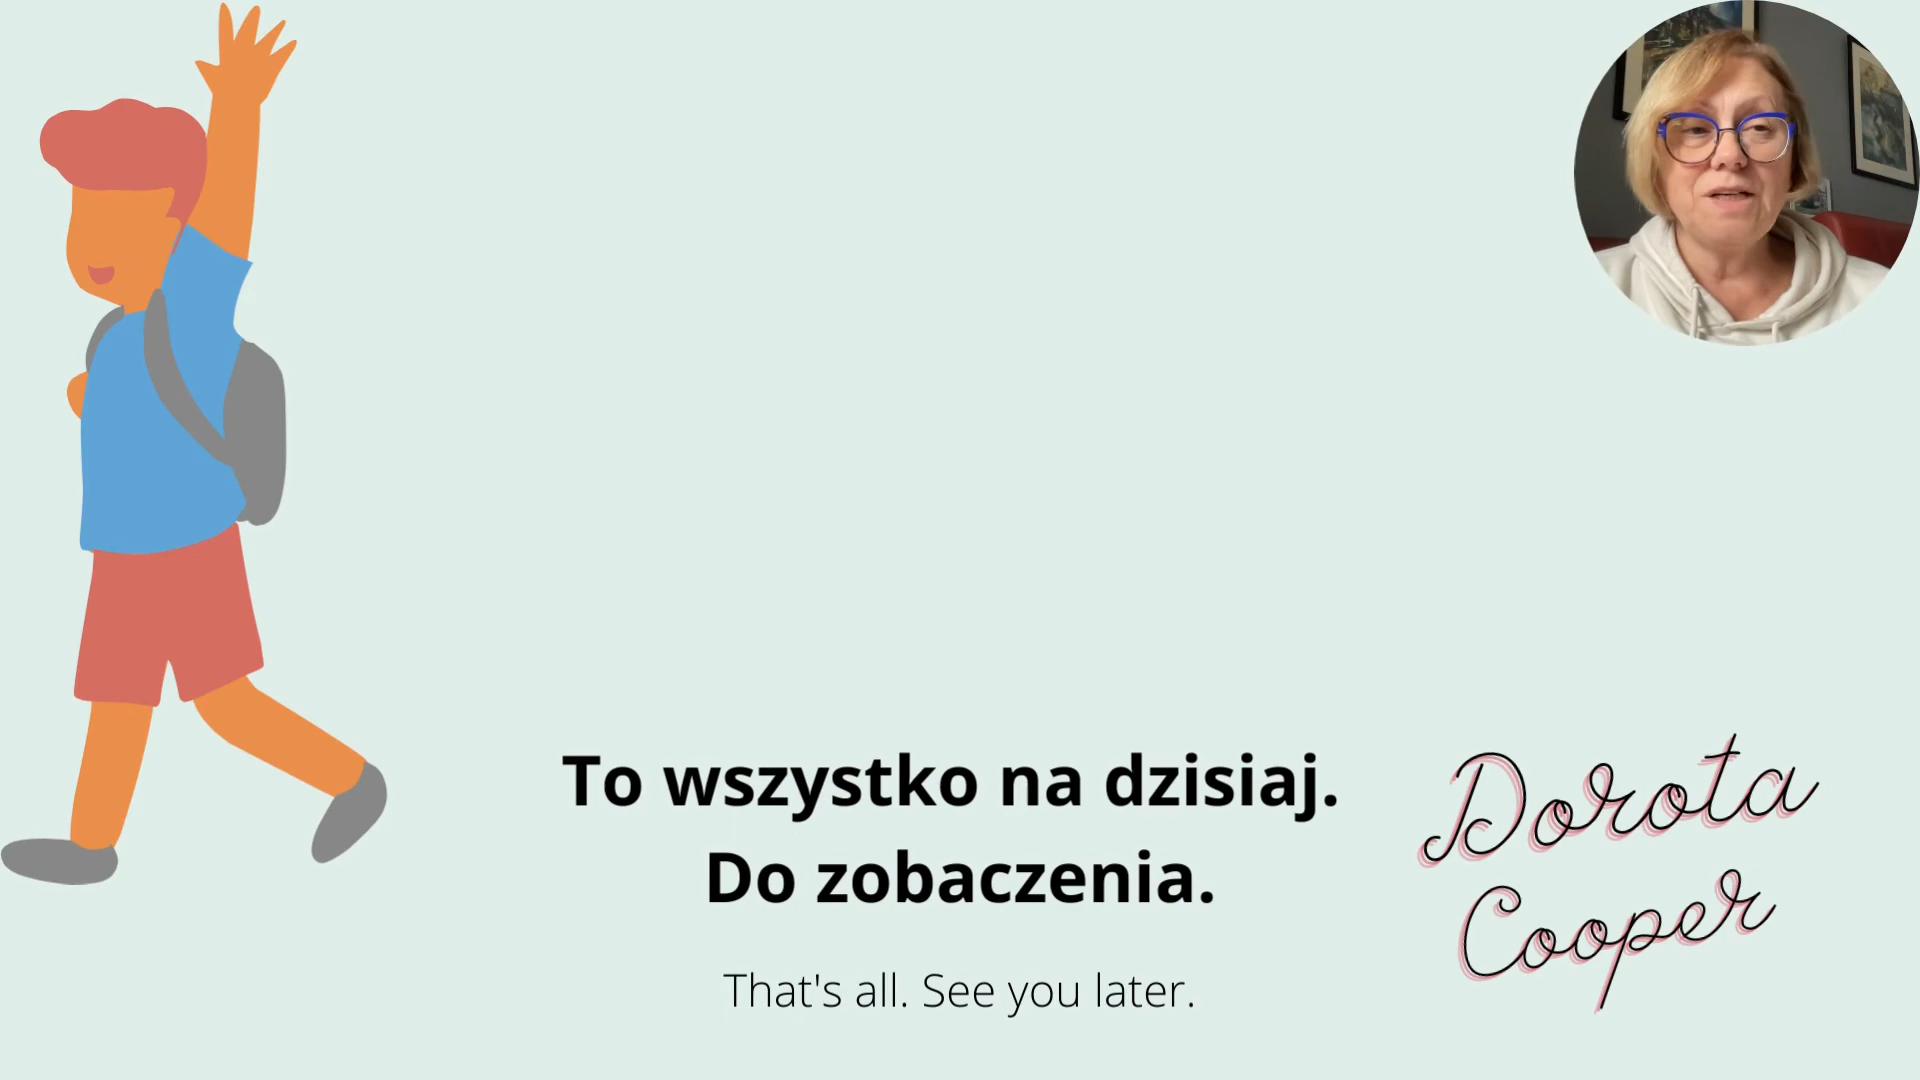 To wszystko na dzisiaj.
Do zobaczenia.
That's all. See you later.
Dorota
Cooper